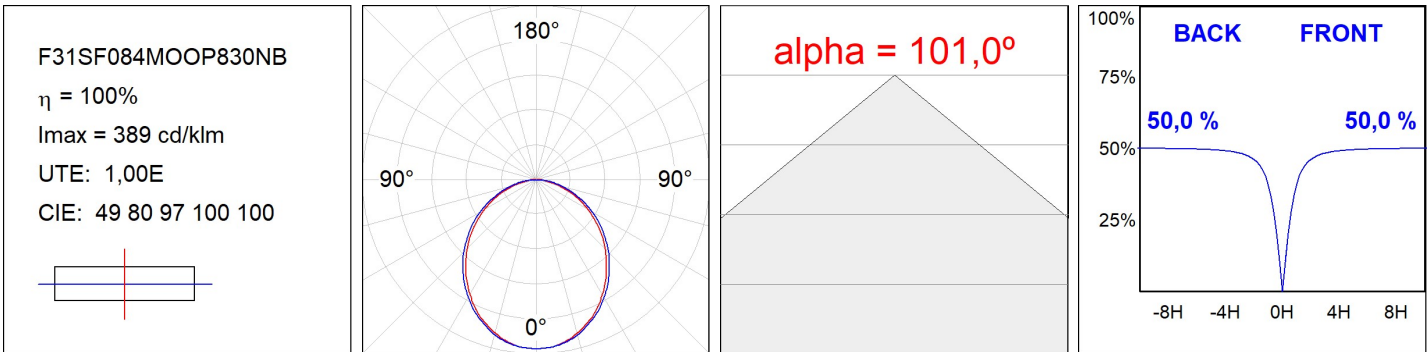 F31SF084MOOP830NB
η = 100%
Imax = 389 cd/klm
UTE: 1,00E
CIE: 49 80 97 100 100
180°
90° 90°
0°
alpha = 101,0º
100%
BACK FRONT
75%
50,0 % 50,0 %
50%
25%
-8H -4H 0H 4H 8H